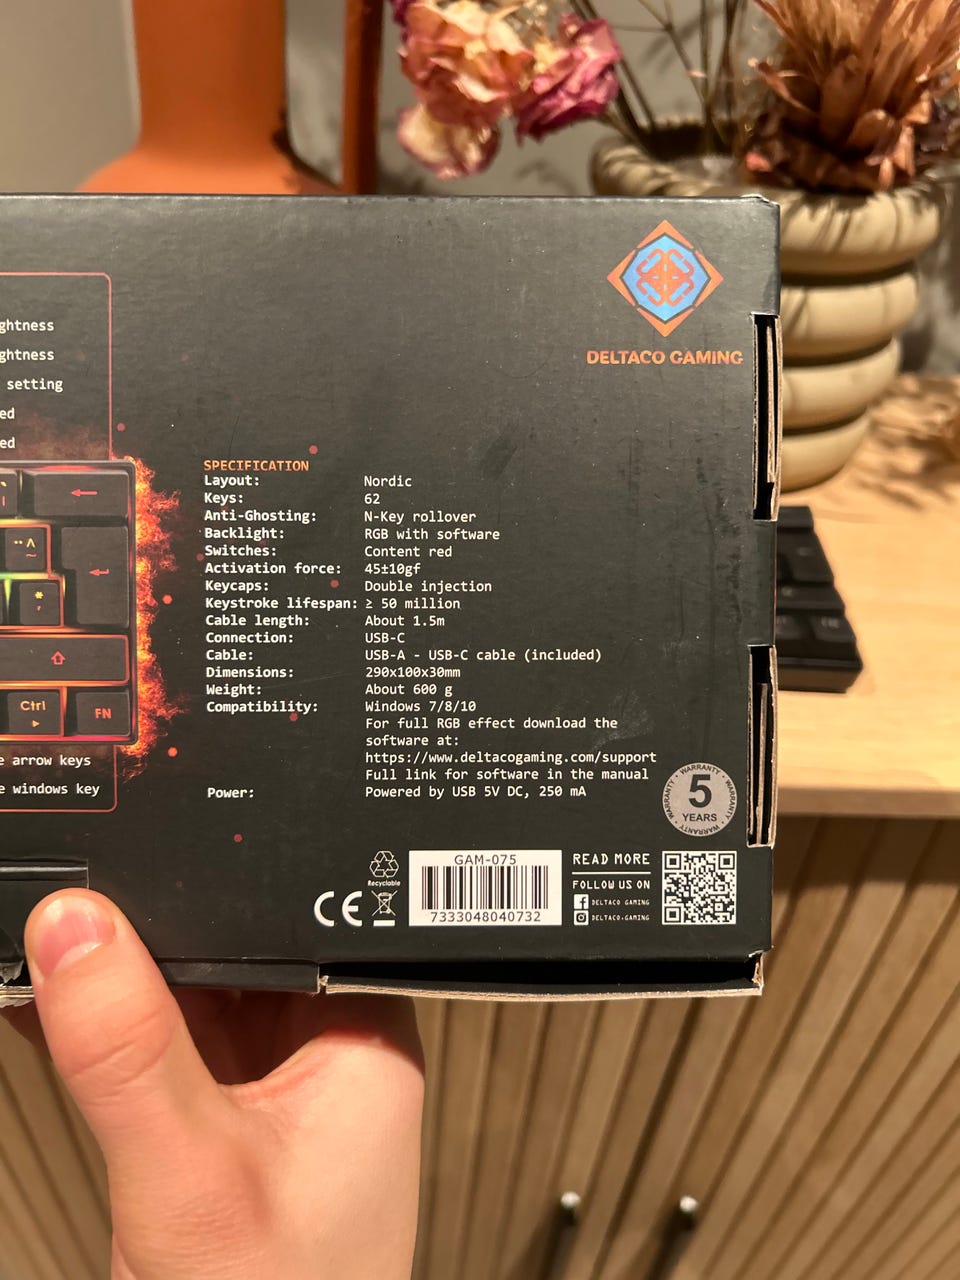 DELTACO GAMING
ghtness
ghtness
setting
ed
ed
SPECIFICATION
Layout: Nordic
Keys: 62
Anti-Ghosting: N-Key rollover
Backlight: RGB with software
Switches: Content red
Activation force: 45±10gf
Keycaps: Double injection
Keystroke lifespan: ≥ 50 million
Cable length: About 1.5m
Connection: USB-C
Cable: USB-A - USB-C cable (included)
Dimensions: 290x100x30mm
Weight: About 600 g
Compatibility: Windows 7/8/10
For full RGB effect download the
software at:
https://www.deltacogaming.com/support
Full link for software in the manual
Power: Powered by USB 5V DC, 250 mA
Ctrl
FN
e arrow keys
e windows key
WARRANTY • WARRANTY • WARRANTY • WARRANTY •
5
YEARS
Recyclable
CE
GAM-075
7333048040732
READ MORE
FOLLOW US ON
DELTACO GAMING
DELTACO.GAMING